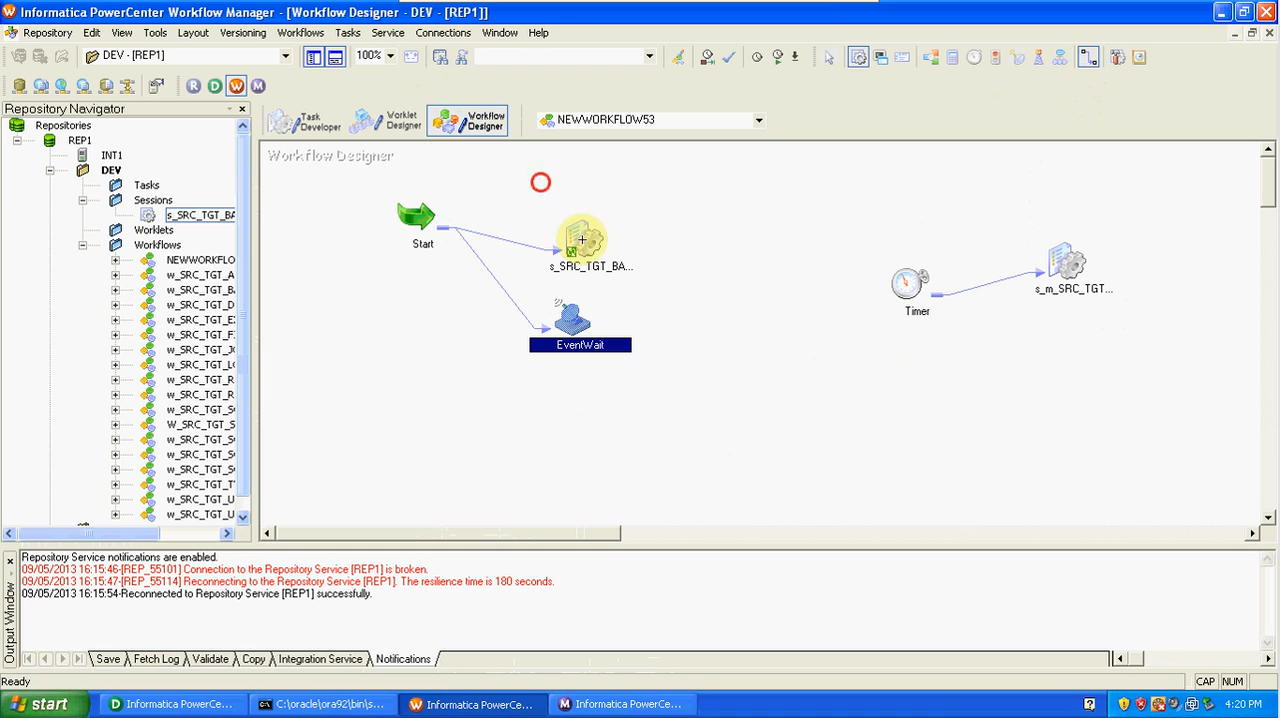 Informatica PowerCenter Workflow Manager - [Workflow Designer - DEV - [REP1]]
Repository Edit View Tools Layout Versioning Workflows Tasks Service Connections Window Help
DEV - [REP1]
100%
R D W M
Repository Navigator
Repositories
REP1
INT1
DEV
Tasks
Sessions
s_SRC_TGT_BA
Worklets
Workflows
NEWWORKFLO
w_SRC_TGT_A
w_SRC_TGT_B
w_SRC_TGT_D
w_SRC_TGT_E
w_SRC_TGT_F
w_SRC_TGT_J
w_SRC_TGT_L
w_SRC_TGT_R
w_SRC_TGT_R
w_SRC_TGT_S
W_SRC_TGT_S
w_SRC_TGT_S
w_SRC_TGT_S
w_SRC_TGT_S
w_SRC_TGT_T
w_SRC_TGT_U
w_SRC_TGT_U
Task Developer
Worklet Designer
Workflow Designer
NEWWORKFLOW53
Workflow Designer
Start
s_SRC_TGT_BA...
EventWait
Timer
s_m_SRC_TGT...
Output Window
Repository Service notifications are enabled.
09/05/2013 16:15:46-[REP_55101] Connection to the Repository Service [REP1] is broken.
09/05/2013 16:15:47-[REP_55114] Reconnecting to the Repository Service [REP1]. The resilience time is 180 seconds.
09/05/2013 16:15:54-Reconnected to Repository Service [REP1] successfully.
Save Fetch Log Validate Copy Integration Service Notifications
Ready
CAP NUM
start
Informatica PowerCe...
C:\oracle\ora92\bin\s...
Informatica PowerCe...
Informatica PowerCe...
4:20 PM